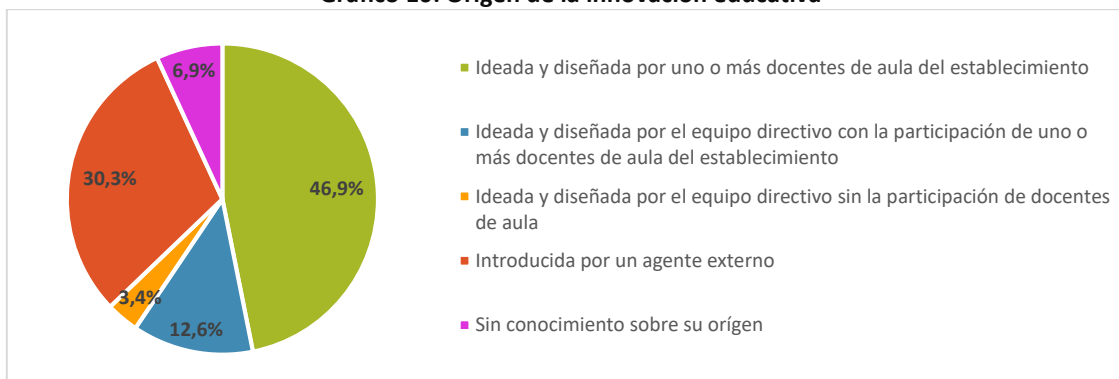 Origen de la innovación educativa
6,9%
30,3%
46,9%
3,4%
12,6%
Ideada y diseñada por uno o más docentes de aula del establecimiento
Ideada y diseñada por el equipo directivo con la participación de uno o
más docentes de aula del establecimiento
Ideada y diseñada por el equipo directivo sin la participación de docentes
de aula
Introducida por un agente externo
Sin conocimiento sobre su orígen